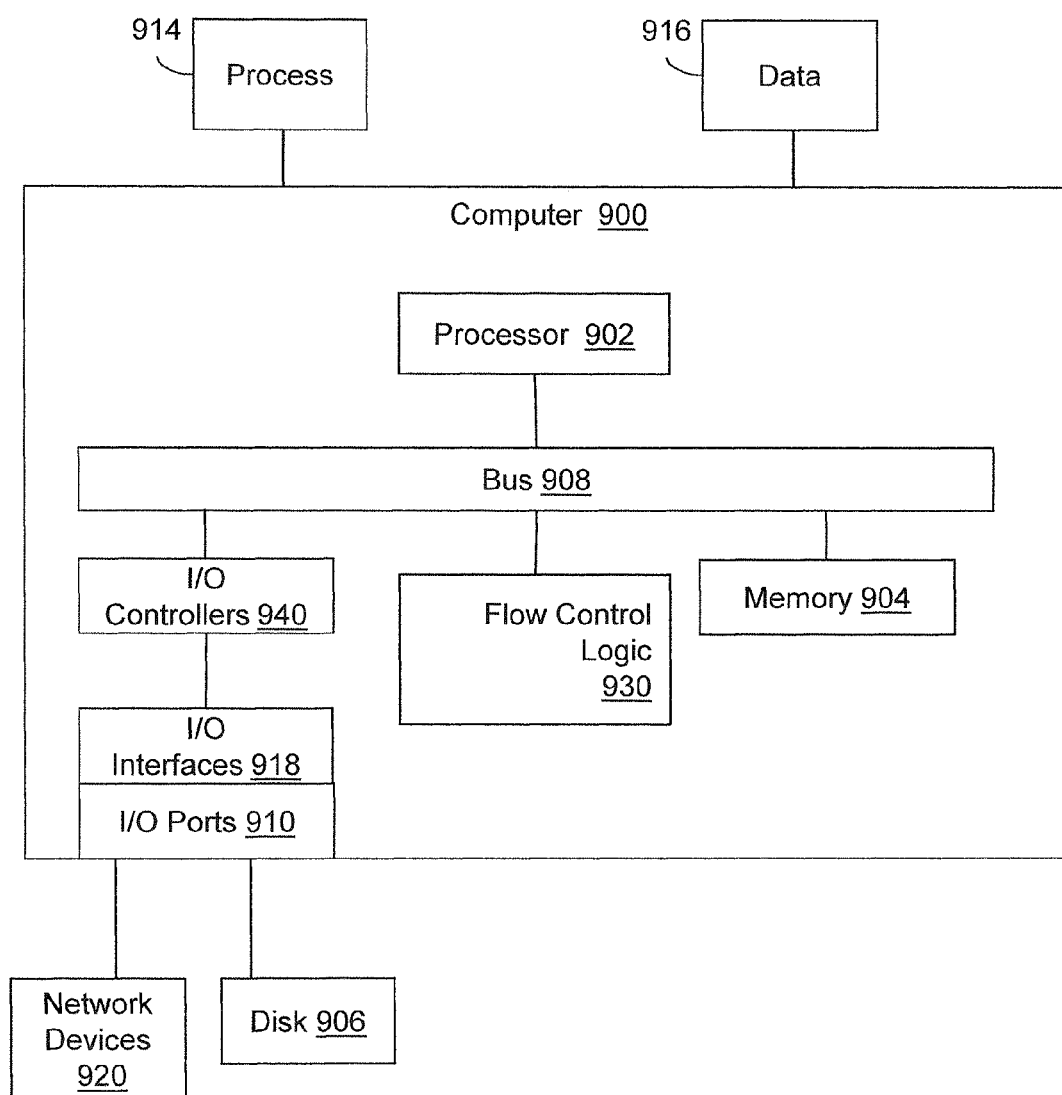 914
Process
916
Data
Computer 900
Processor 902
Bus 908
I/O
Controllers 940
Flow Control
Logic
930
Memory 904
I/O
Interfaces 918
I/O Ports 910
Network
Devices
920
Disk 906